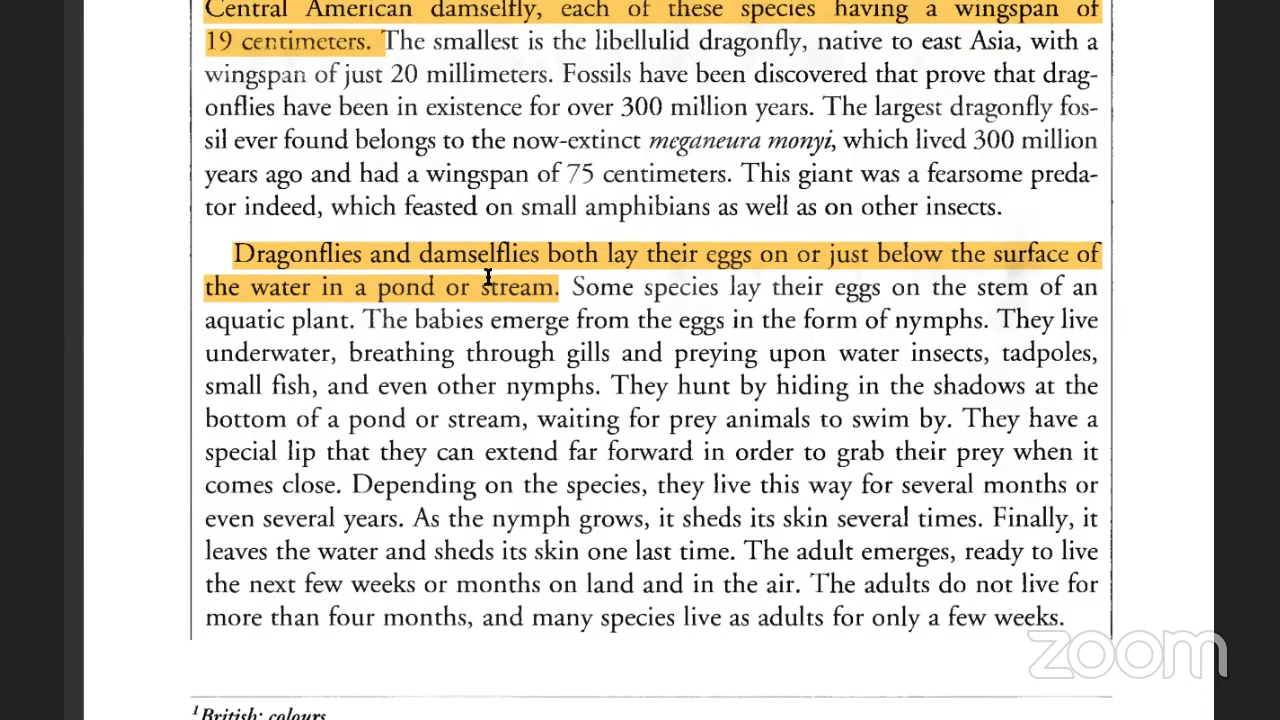 Central American damselfly, each of these species having a wingspan of
19 centimeters. The smallest is the libellulid dragonfly, native to east Asia, with a
wingspan of just 20 millimeters. Fossils have been discovered that prove that drag-
onflies have been in existence for over 300 million years. The largest dragonfly fos-
sil ever found belongs to the now-extinct meganeura monyi, which lived 300 million
years ago and had a wingspan of 75 centimeters. This giant was a fearsome preda-
tor indeed, which feasted on small amphibians as well as on other insects.
Dragonflies and damselflies both lay their eggs on or just below the surface of
the water in a pond or stream. Some species lay their eggs on the stem of an
aquatic plant. The babies emerge from the eggs in the form of nymphs. They live
underwater, breathing through gills and preying upon water insects, tadpoles,
small fish, and even other nymphs. They hunt by hiding in the shadows at the
bottom of a pond or stream, waiting for prey animals to swim by. They have a
special lip that they can extend far forward in order to grab their prey when it
comes close. Depending on the species, they live this way for several months or
even several years. As the nymph grows, it sheds its skin several times. Finally, it
leaves the water and sheds its skin one last time. The adult emerges, ready to live
the next few weeks or months on land and in the air. The adults do not live for
more than four months, and many species live as adults for only a few weeks.
zoom
1British: colours